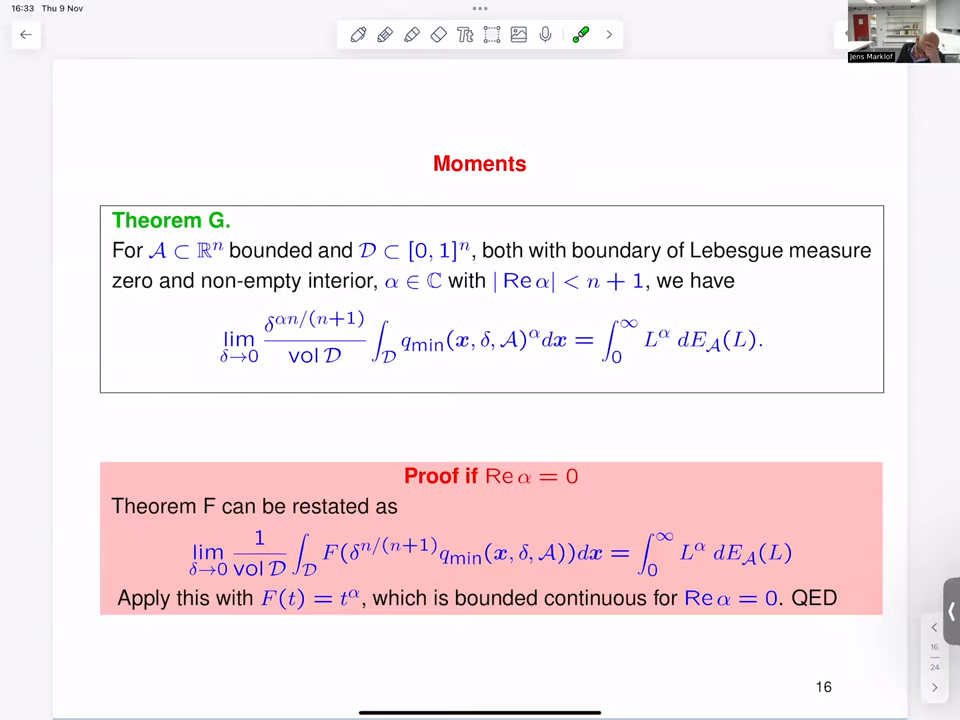 16:33 Thu 9 Nov
Tt
Jens Marklof
Moments
Theorem G.
For 𝒜 ⊂ ℝⁿ bounded and 𝒟 ⊂ [0, 1]ⁿ, both with boundary of Lebesgue measure
zero and non-empty interior, α ∈ ℂ with | Re α| < n + 1, we have
lim_{δ→0} δ^{αn/(n+1)} / vol 𝒟 ∫_𝒟 q_min(x, δ, 𝒜)^α dx = ∫_0^∞ L^α dE_𝒜(L).
Proof if Re α = 0
Theorem F can be restated as
lim_{δ→0} 1 / vol 𝒟 ∫_𝒟 F(δ^{n/(n+1)} q_min(x, δ, 𝒜))dx = ∫_0^∞ L^α dE_𝒜(L)
Apply this with F(t) = t^α, which is bounded continuous for Re α = 0. QED
16
24
16